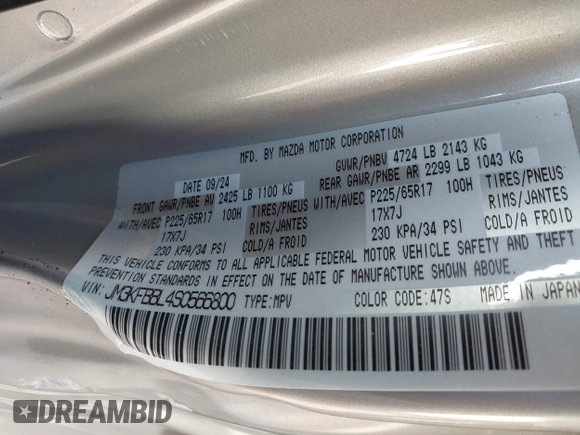 MFD. BY MAZDA MOTOR CORPORATION
DATE 09/24 GVWR/PNBV 4724 LB 2143 KG
FRONT GAWR/PNBE AV 2425 LB 1100 KG REAR GAWR/PNBE AR 2299 LB 1043 KG
WITH/AVEC P225/65R17 100H TIRES/PNEUS WITH/AVEC P225/65R17 100H TIRES/PNEUS
17X7J RIMS/JANTES 17X7J RIMS/JANTES
230 KPA/34 PSI COLD/A FROID 230 KPA/34 PSI COLD/A FROID
THIS VEHICLE CONFORMS TO ALL APPLICABLE FEDERAL MOTOR VEHICLE SAFETY AND THEFT
PREVENTION STANDARDS IN EFFECT ON THE DATE OF MANUFACTURE SHOWN ABOVE.
VIN: JM3KFBBL4S0566800 TYPE:MPV COLOR CODE:47S MADE IN JAPAN
DREAMBID